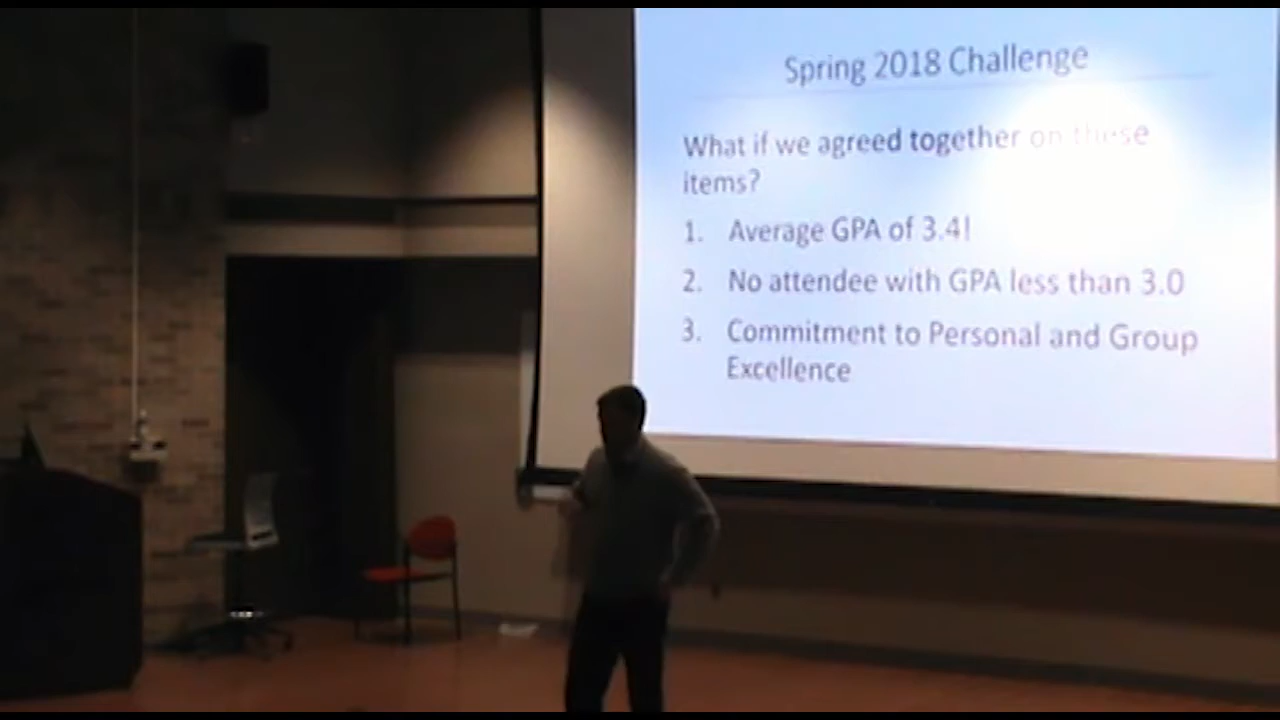 Spring 2018 Challenge
What if we agreed together on these
items?
1. Average GPA of 3.4!
2. No attendee with GPA less than 3.0
3. Commitment to Personal and Group
Excellence